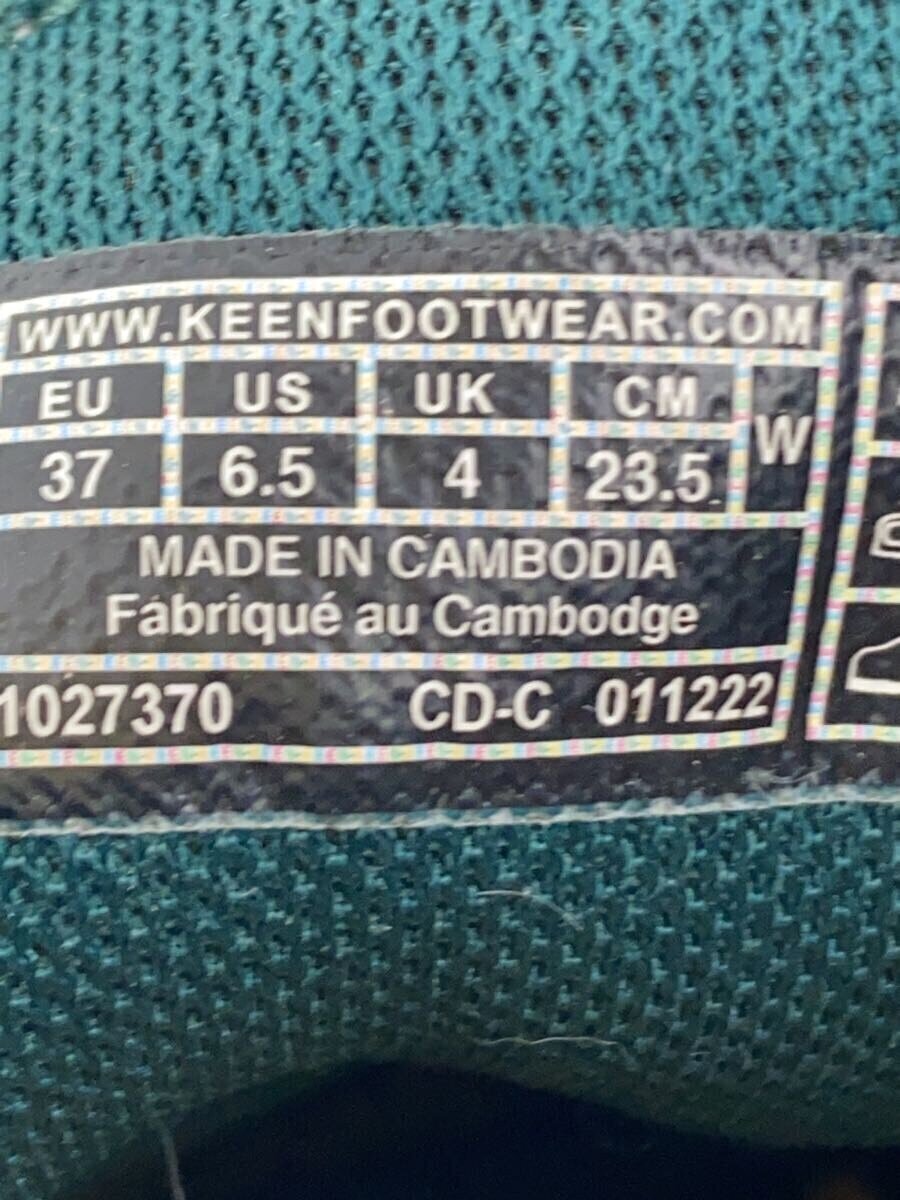 WWW.KEENFOOTWEAR.COM
EU US UK CM W
37 6.5 4 23.5
MADE IN CAMBODIA
Fabriqué au Cambodge
1027370 CD-C 011222